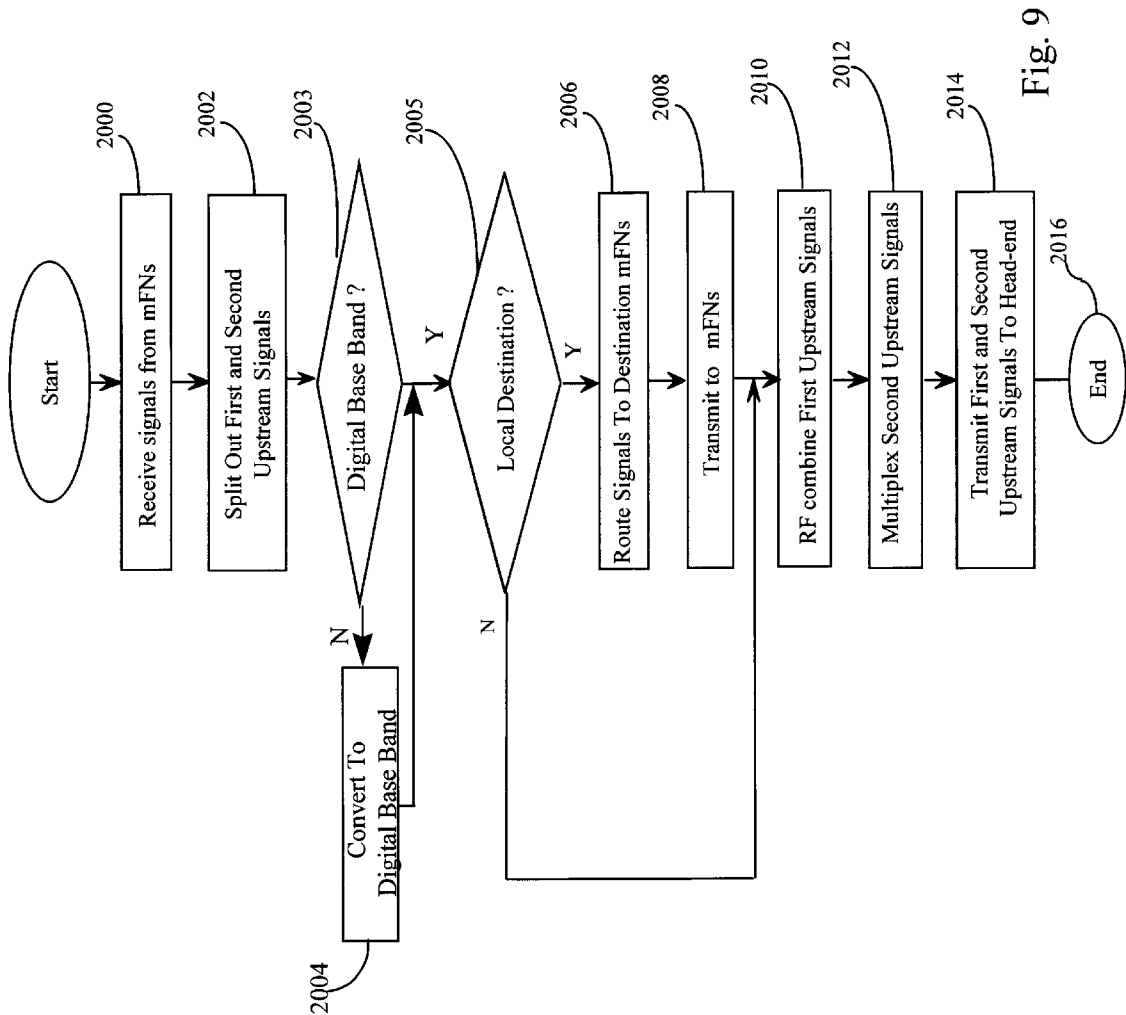 Start
2000
Receive signals from mFNs
2002
Split Out First and Second
Upstream Signals
2003
Digital Base Band ?
N
Y
Convert To
Digital Base Band
2004
2005
Local Destination ?
N
Y
2006
Route Signals To Destination mFNs
2008
Transmit to mFNs
2010
RF combine First Upstream Signals
2012
Multiplex Second Upstream Signals
2014
Transmit First and Second
Upstream Signals To Head-end
2016
End
Fig. 9